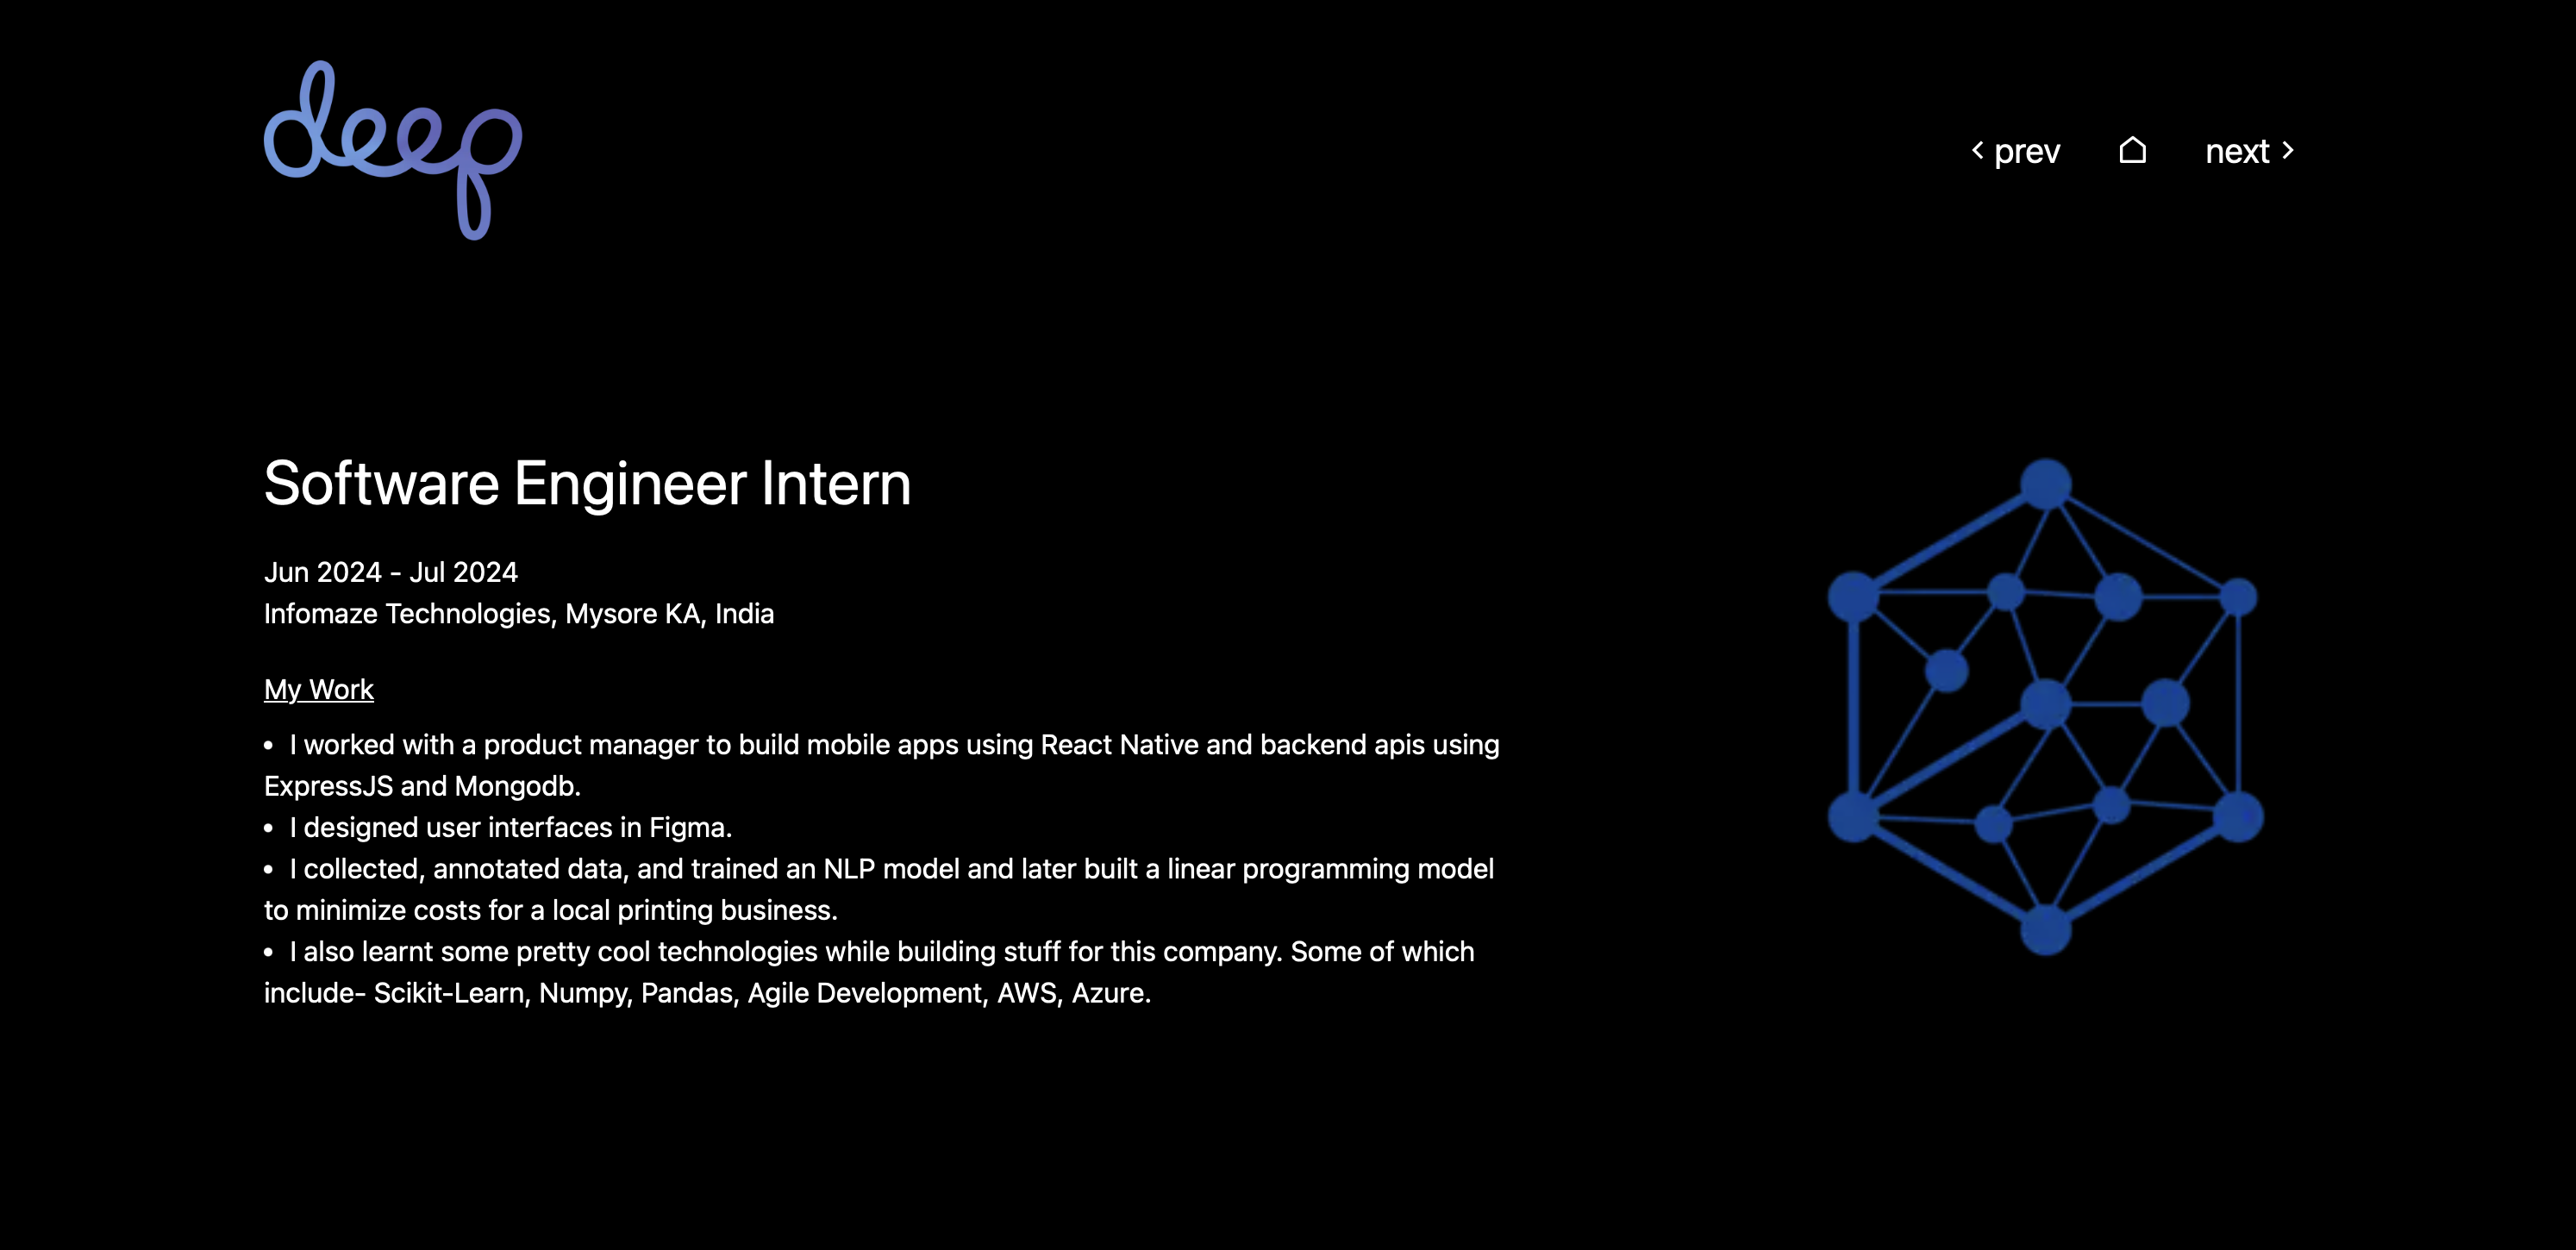 deep
prev
next
Software Engineer Intern
Jun 2024 - Jul 2024
Infomaze Technologies, Mysore KA, India
My Work
• I worked with a product manager to build mobile apps using React Native and backend apis using
ExpressJS and Mongodb.
• I designed user interfaces in Figma.
• I collected, annotated data, and trained an NLP model and later built a linear programming model
to minimize costs for a local printing business.
• I also learnt some pretty cool technologies while building stuff for this company. Some of which
include- Scikit-Learn, Numpy, Pandas, Agile Development, AWS, Azure.